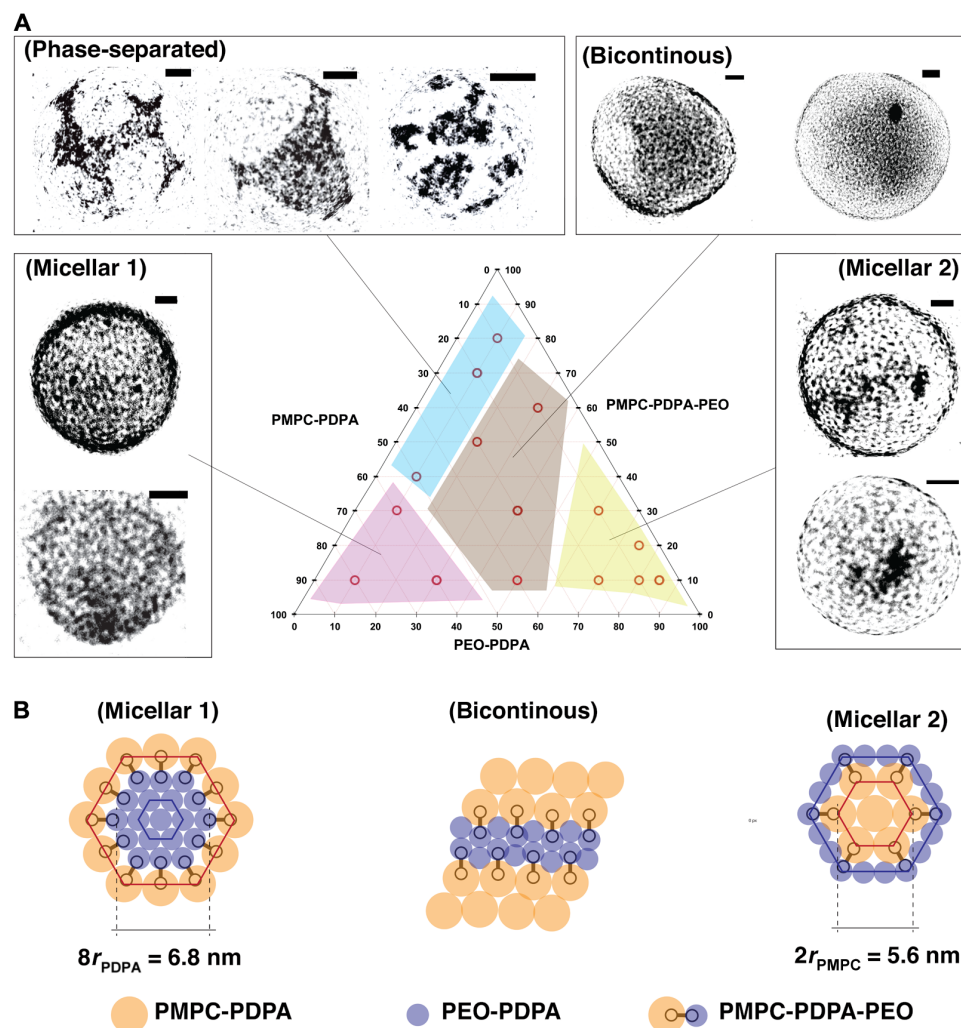 A
(Phase-separated)
(Bicontinous)
(Micellar 1)
(Micellar 2)
0 100
10 90
20 80
30 70
40 60
50 50
60 40
70 30
80 20
90 10
100 0
PMPC-PDPA
PMPC-PDPA-PEO
0 10 20 30 40 50 60 70 80 90 100
PEO-PDPA
B
(Micellar 1)
(Bicontinous)
(Micellar 2)
0 px
8rPDPA = 6.8 nm
2rPMPC = 5.6 nm
PMPC-PDPA
PEO-PDPA
PMPC-PDPA-PEO